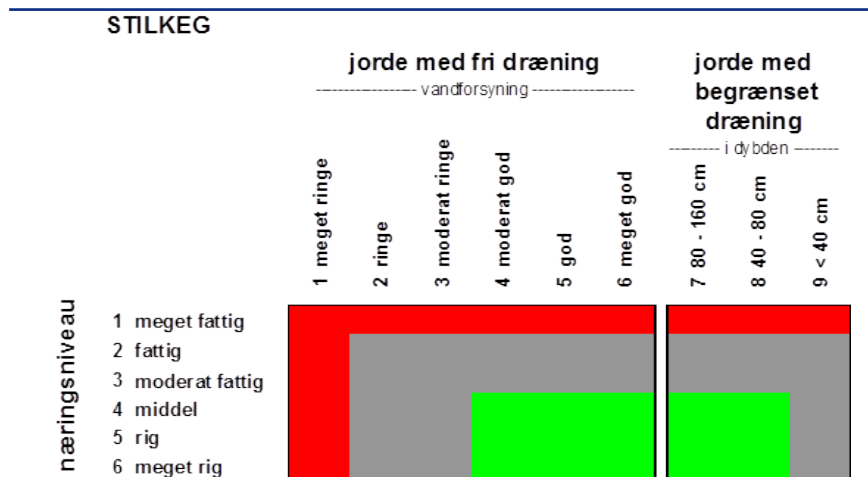 STILKEG
jorde med fri dræning
vandforsyning
jorde med
begrænset
dræning
i dybden
1 meget ringe
2 ringe
3 moderat ringe
4 moderat god
5 god
6 meget god
7 80 - 160 cm
8 40 - 80 cm
9 < 40 cm
næringsniveau
1 meget fattig
2 fattig
3 moderat fattig
4 middel
5 rig
6 meget rig